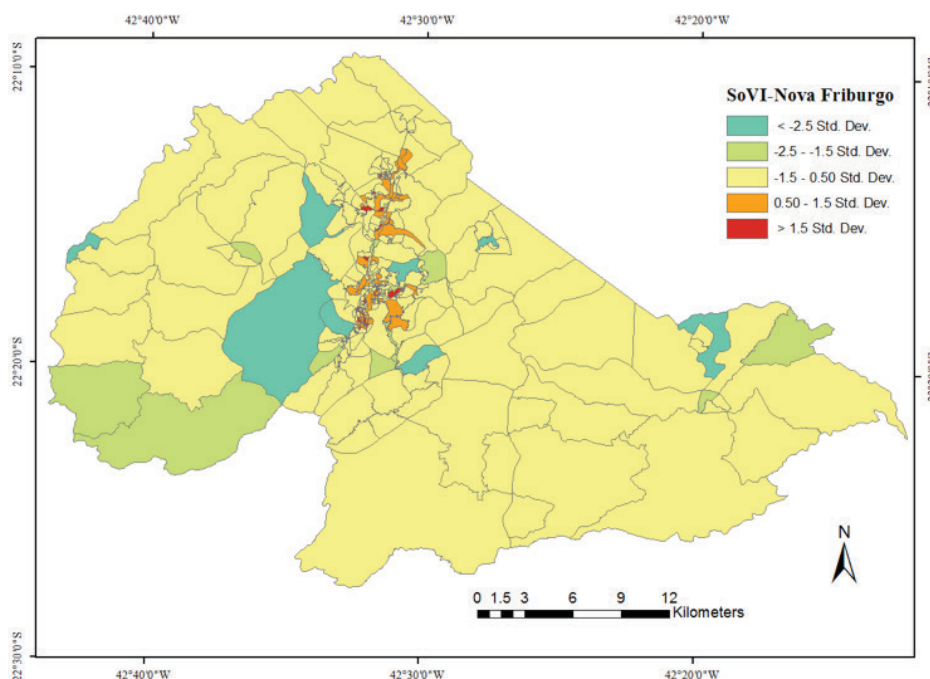 42°40'0"W 42°30'0"W 42°20'0"W
22°10'0"S
SoVI-Nova Friburgo
< -2.5 Std. Dev.
-2.5 - -1.5 Std. Dev.
-1.5 - 0.50 Std. Dev.
0.50 - 1.5 Std. Dev.
> 1.5 Std. Dev.
22°20'0"S
N
0 1.5 3 6 9 12
Kilometers
22°30'0"S
42°40'0"W 42°30'0"W 42°20'0"W